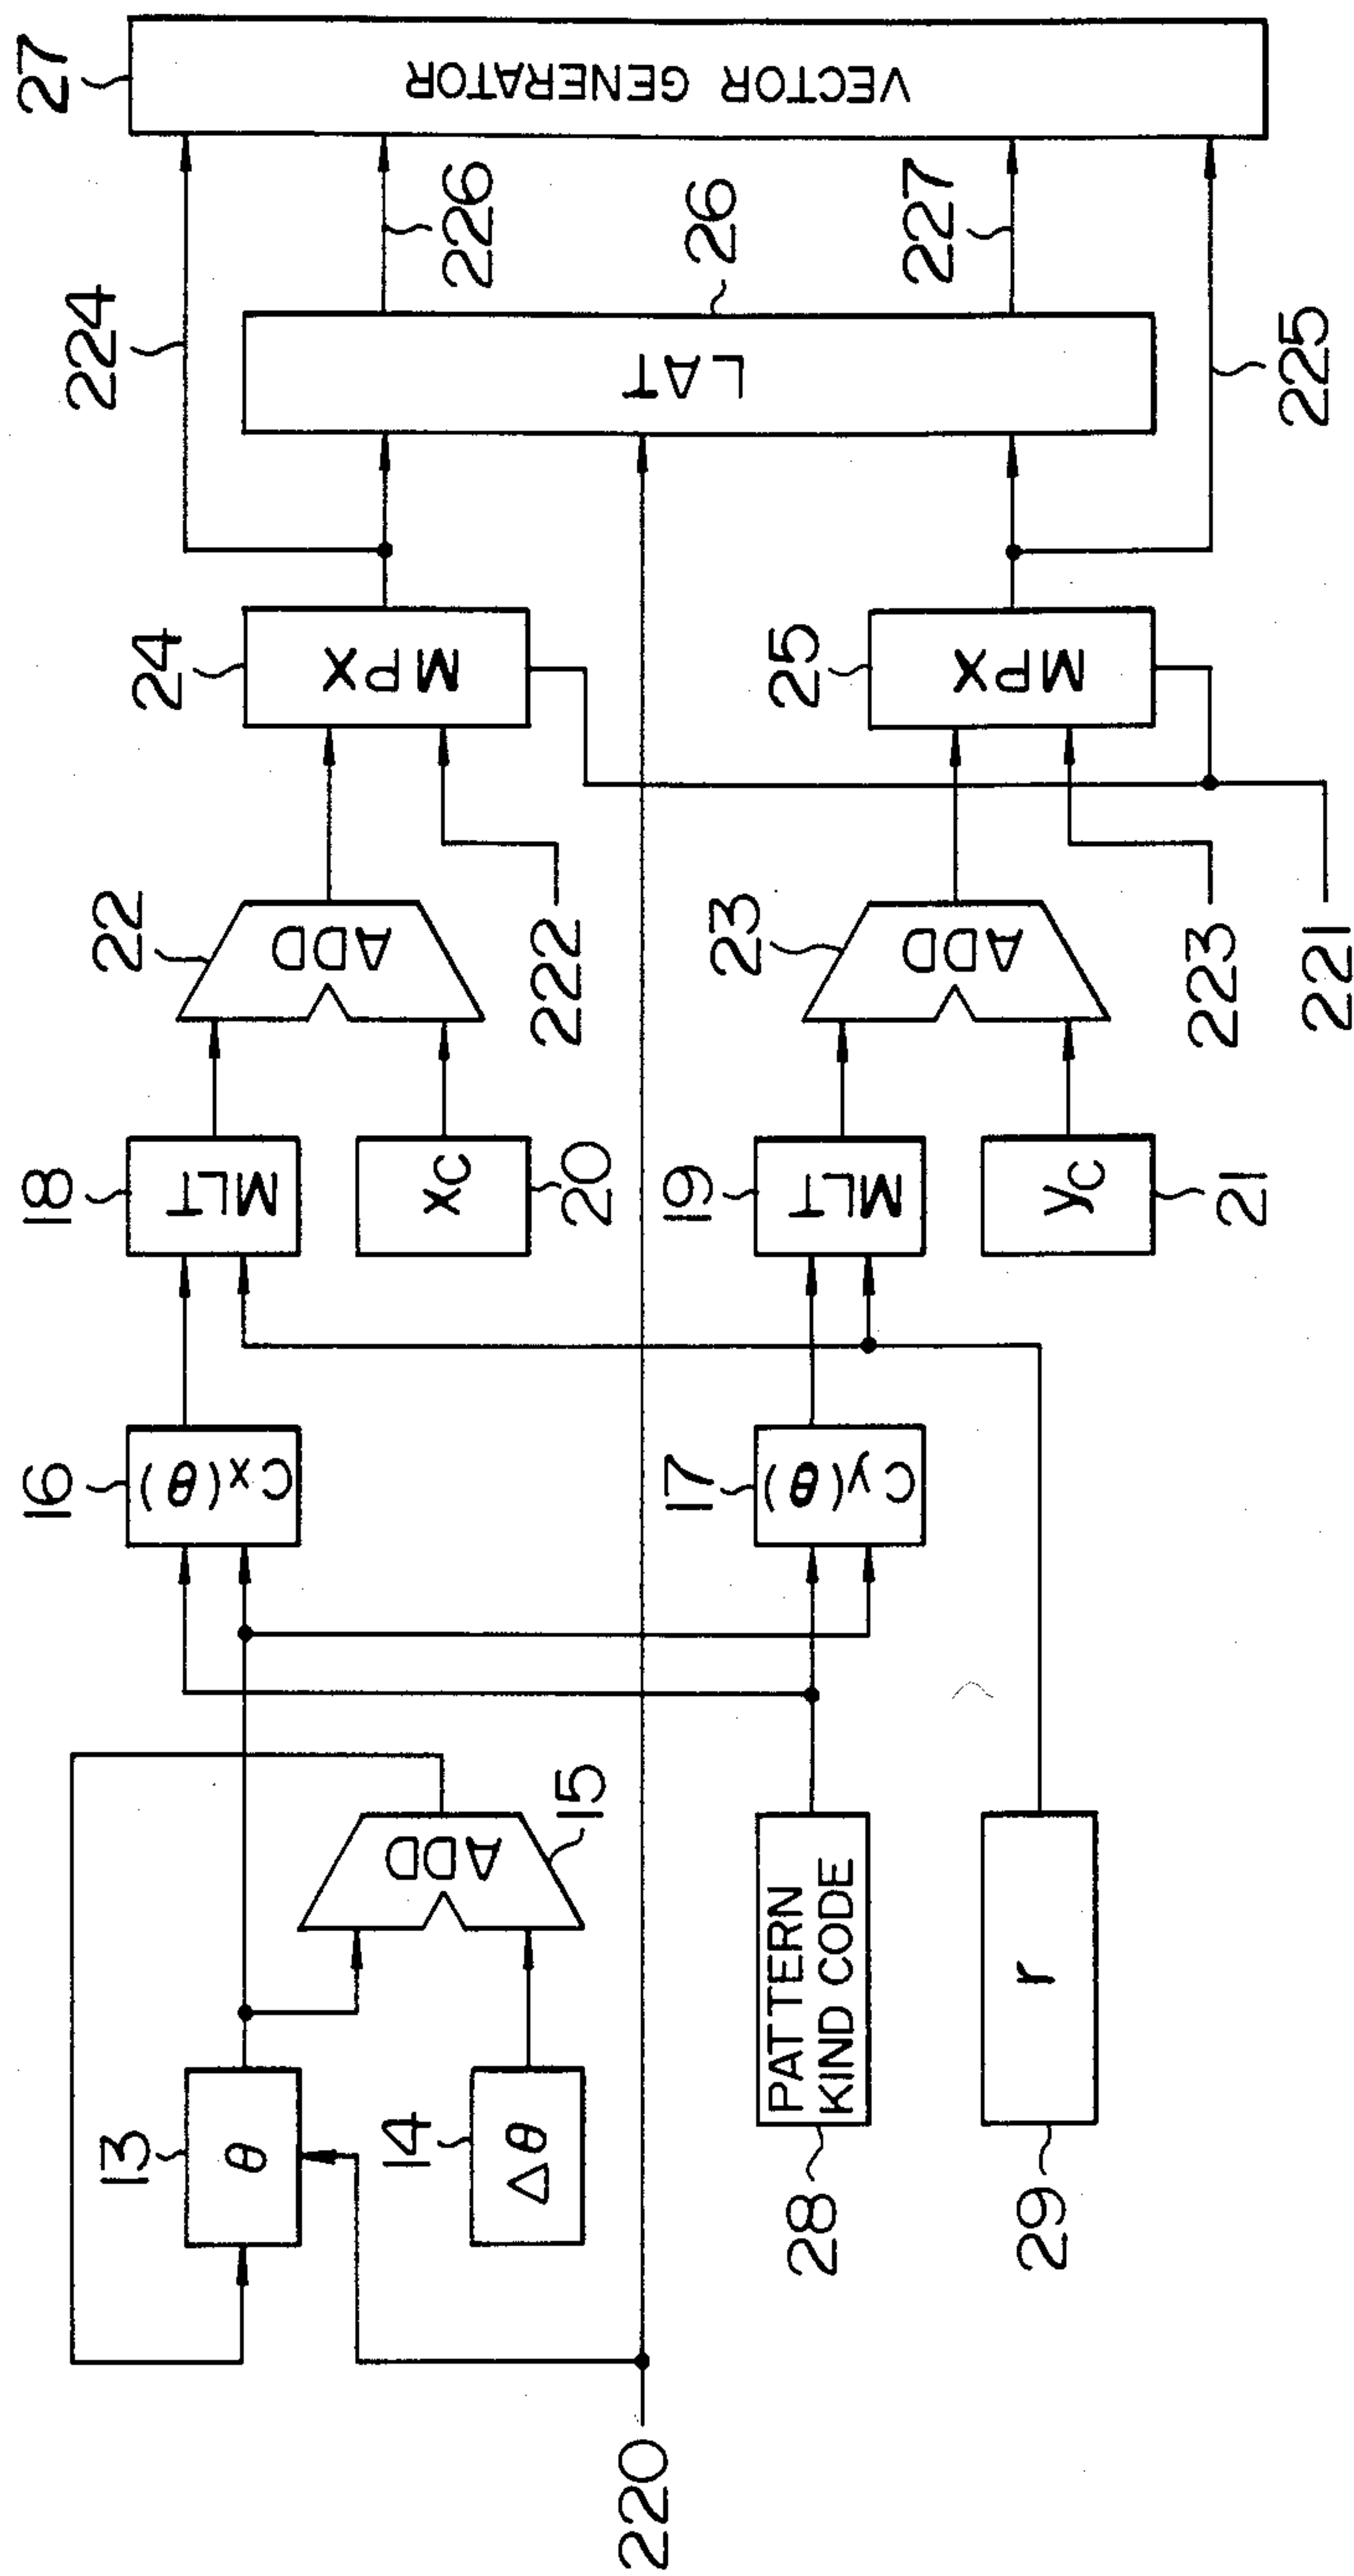 27
VECTOR GENERATOR
224
226
26
227
225
LAT
24
MPX
25
MPX
22
ADD
222
23
ADD
223
221
18
MLT
xC
20
19
MLT
yC
21
16
Cx(θ)
17
Cy(θ)
15
ADD
13
θ
14
Δθ
PATTERN
KIND CODE
28
r
29
220